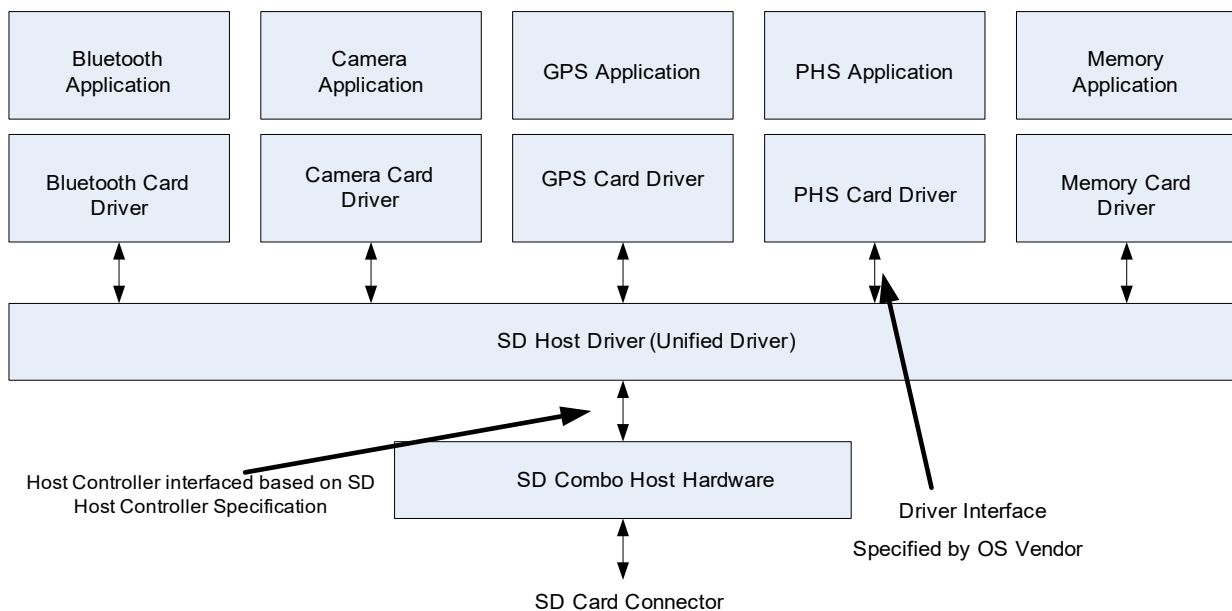 Bluetooth
Application
Camera
Application
GPS Application
PHS Application
Memory
Application
Bluetooth Card
Driver
Camera Card
Driver
GPS Card Driver
PHS Card Driver
Memory Card
Driver
SD Host Driver (Unified Driver)
Host Controller interfaced based on SD
Host Controller Specification
SD Combo Host Hardware
Driver Interface
Specified by OS Vendor
SD Card Connector